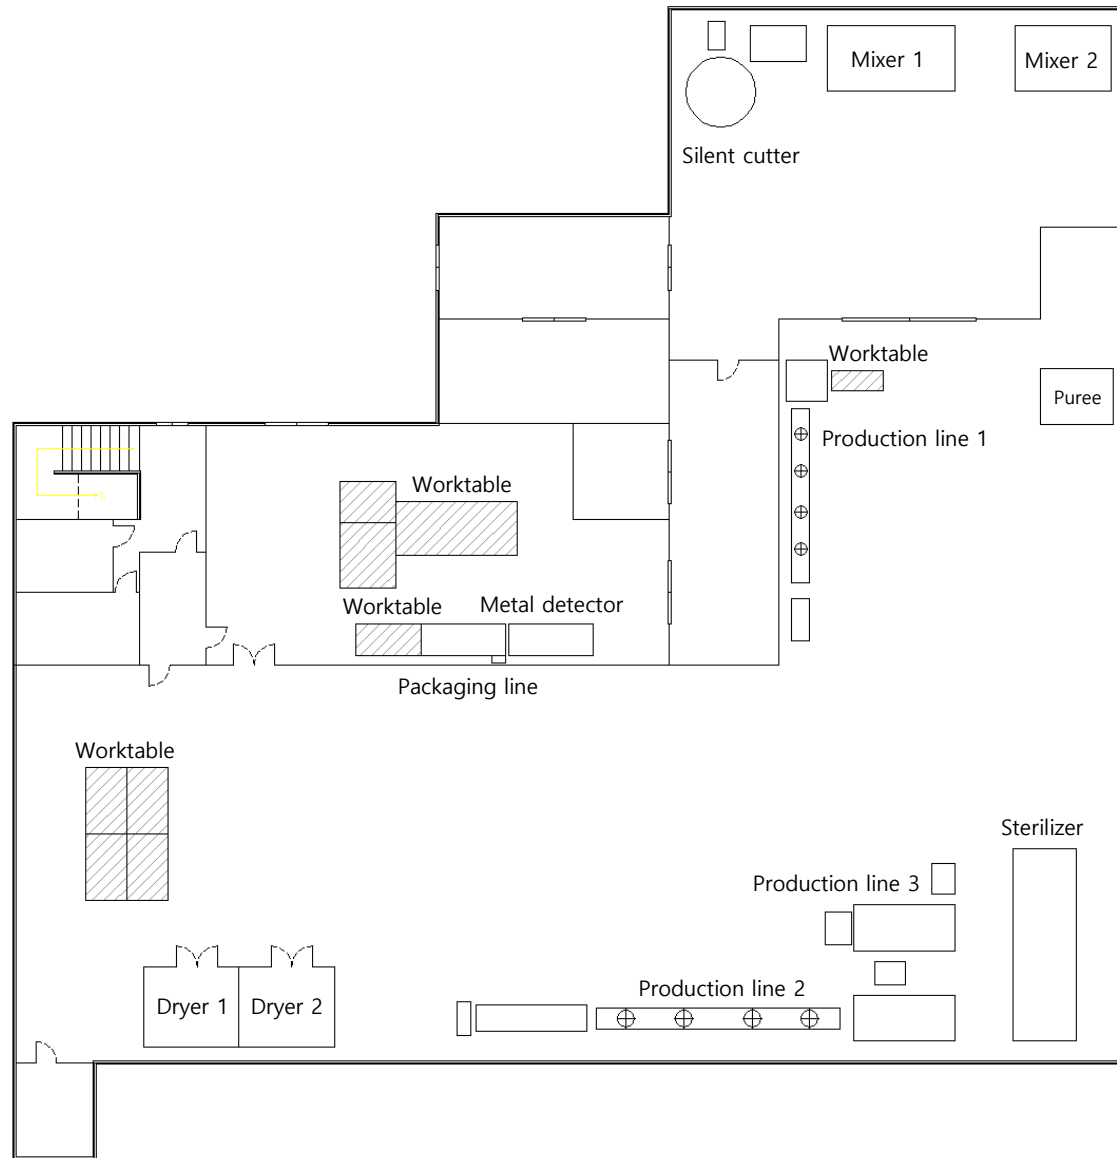 Mixer 1
Mixer 2
Silent cutter
Worktable
Puree
Production line 1
Worktable
Worktable
Metal detector
Packaging line
Worktable
Sterilizer
Production line 3
Production line 2
Dryer 1
Dryer 2